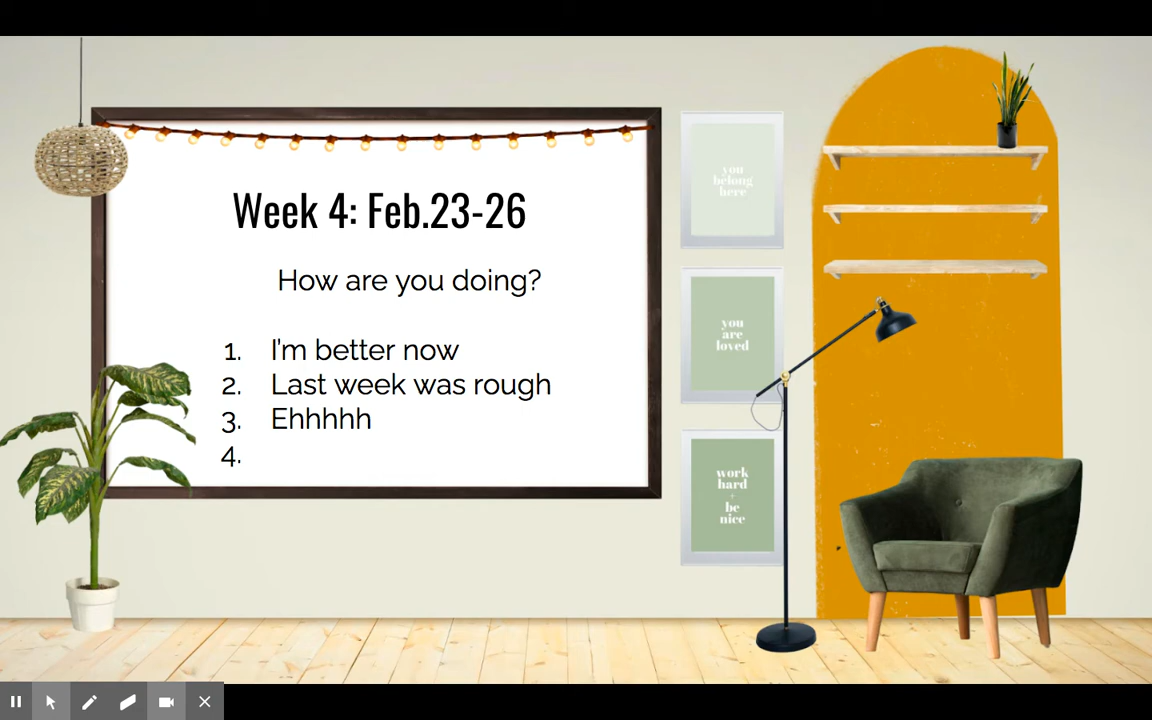 Week 4: Feb.23-26
How are you doing?
1. I'm better now
2. Last week was rough
3. Ehhhhh
4.
you
belong
here
you
are
loved
work
hard
+
be
nice